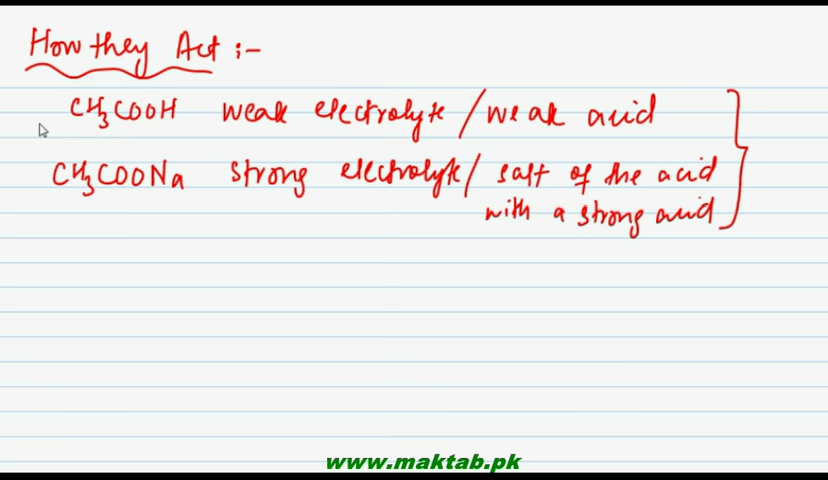 How they Act :-
CH3COOH weak electrolyte / weak acid
CH3COONa strong electrolyte / salt of the acid
with a strong acid
www.maktab.pk